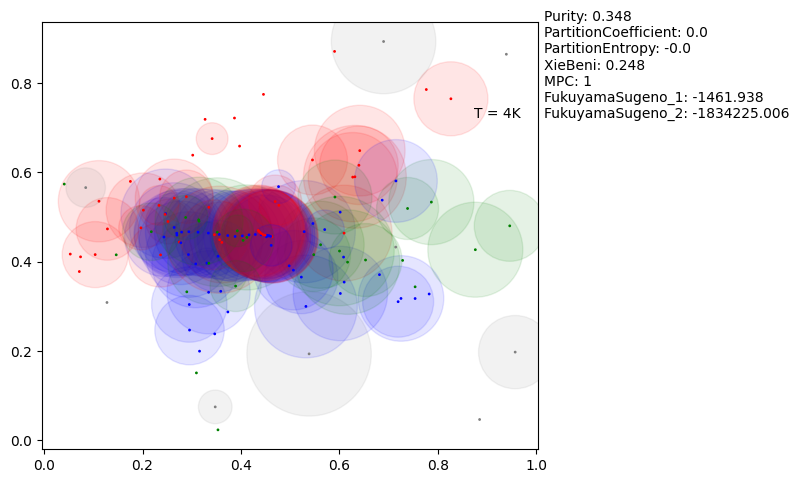 Purity: 0.348
PartitionCoefficient: 0.0
PartitionEntropy: -0.0
XieBeni: 0.248
MPC: 1
FukuyamaSugeno_1: -1461.938
FukuyamaSugeno_2: -1834225.006
T = 4K
0.8
0.6
0.4
0.2
0.0
0.0 0.2 0.4 0.6 0.8 1.0